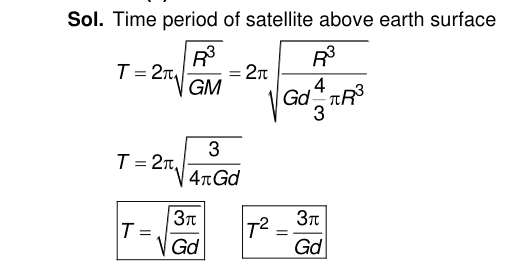 Sol. Time period of satellite above earth surface
T = 2π√(R³/GM) = 2π√(R³/(Gd 4/3 πR³))
T = 2π√(3/(4πGd))
T = √(3π/Gd) T² = 3π/Gd